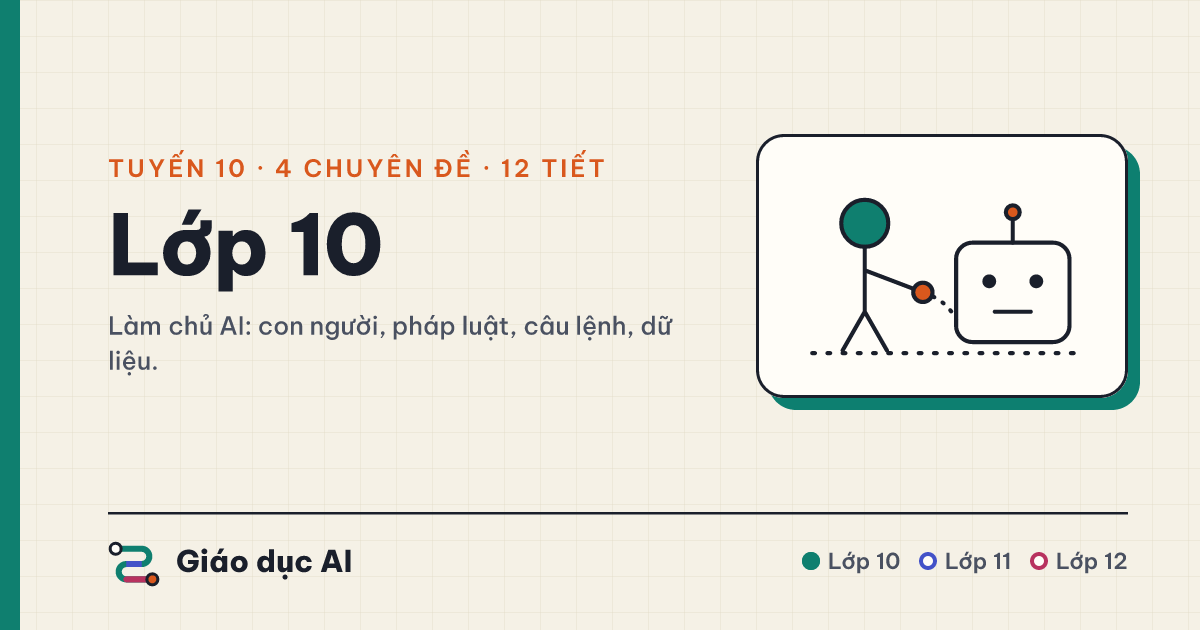 TUYẾN 10 · 4 CHUYÊN ĐỀ · 12 TIẾT
Lớp 10
Làm chủ AI: con người, pháp luật, câu lệnh, dữ
liệu.
Giáo dục AI
Lớp 10
Lớp 11
Lớp 12